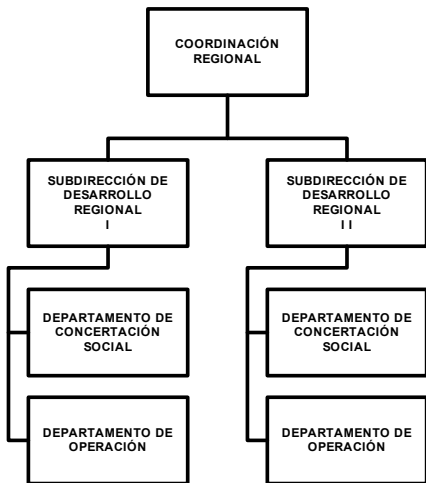 COORDINACIÓN
REGIONAL
SUBDIRECCIÓN DE
DESARROLLO
REGIONAL
I
SUBDIRECCIÓN DE
DESARROLLO
REGIONAL
I I
DEPARTAMENTO DE
CONCERTACIÓN
SOCIAL
DEPARTAMENTO DE
CONCERTACIÓN
SOCIAL
DEPARTAMENTO DE
OPERACIÓN
DEPARTAMENTO DE
OPERACIÓN